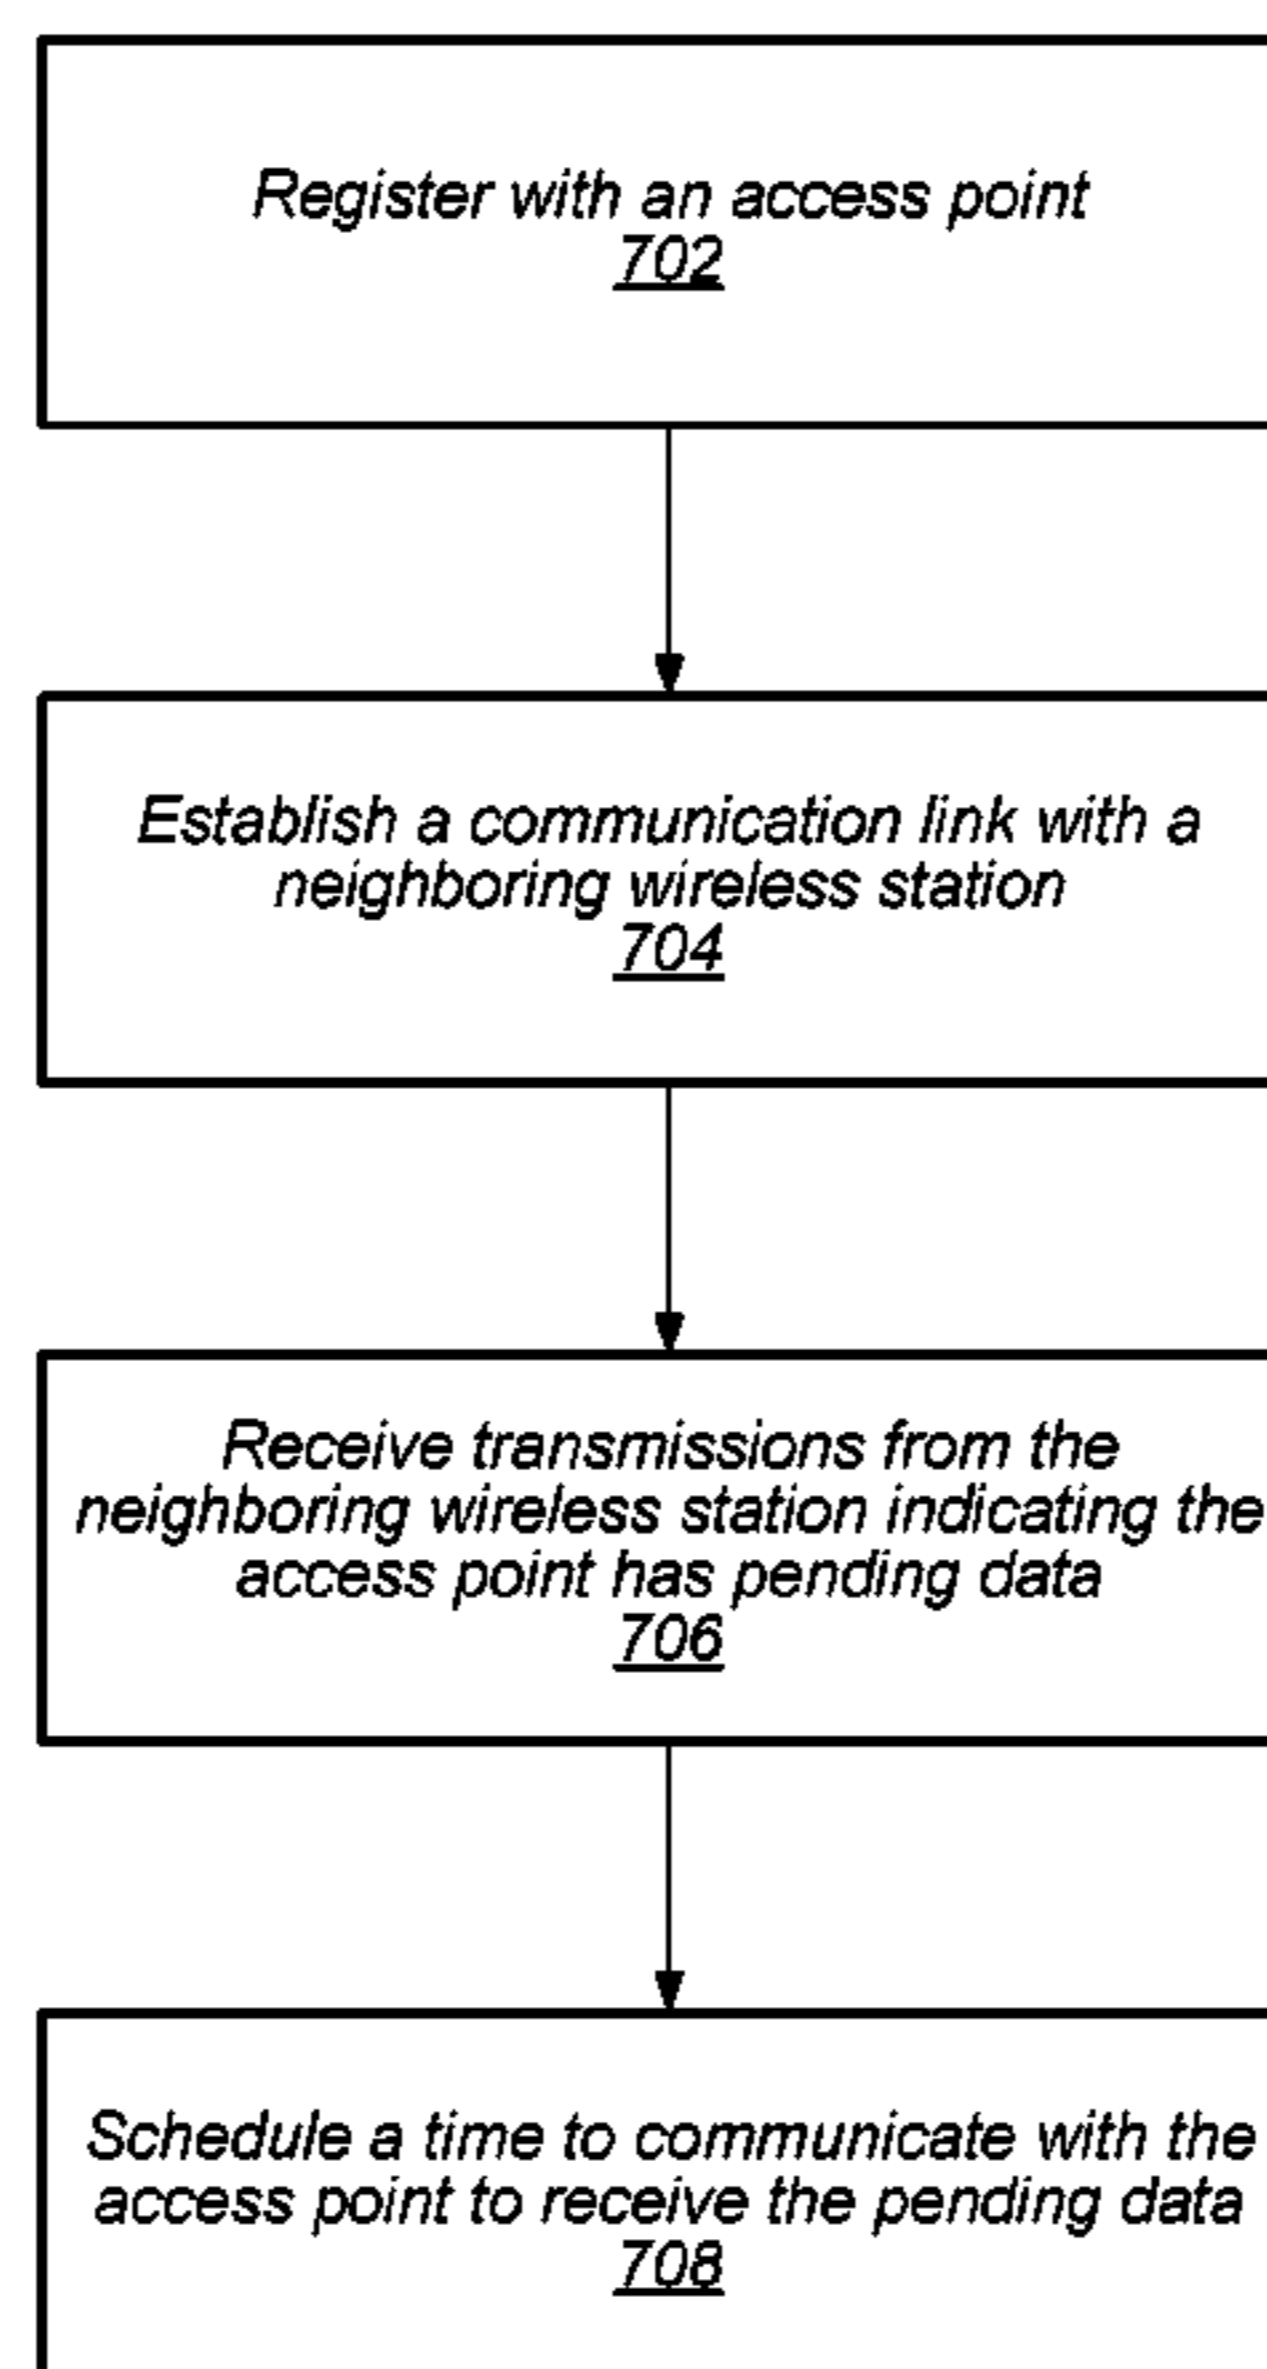 Register with an access point
702
Establish a communication link with a
neighboring wireless station
704
Receive transmissions from the
neighboring wireless station indicating the
access point has pending data
706
Schedule a time to communicate with the
access point to receive the pending data
708